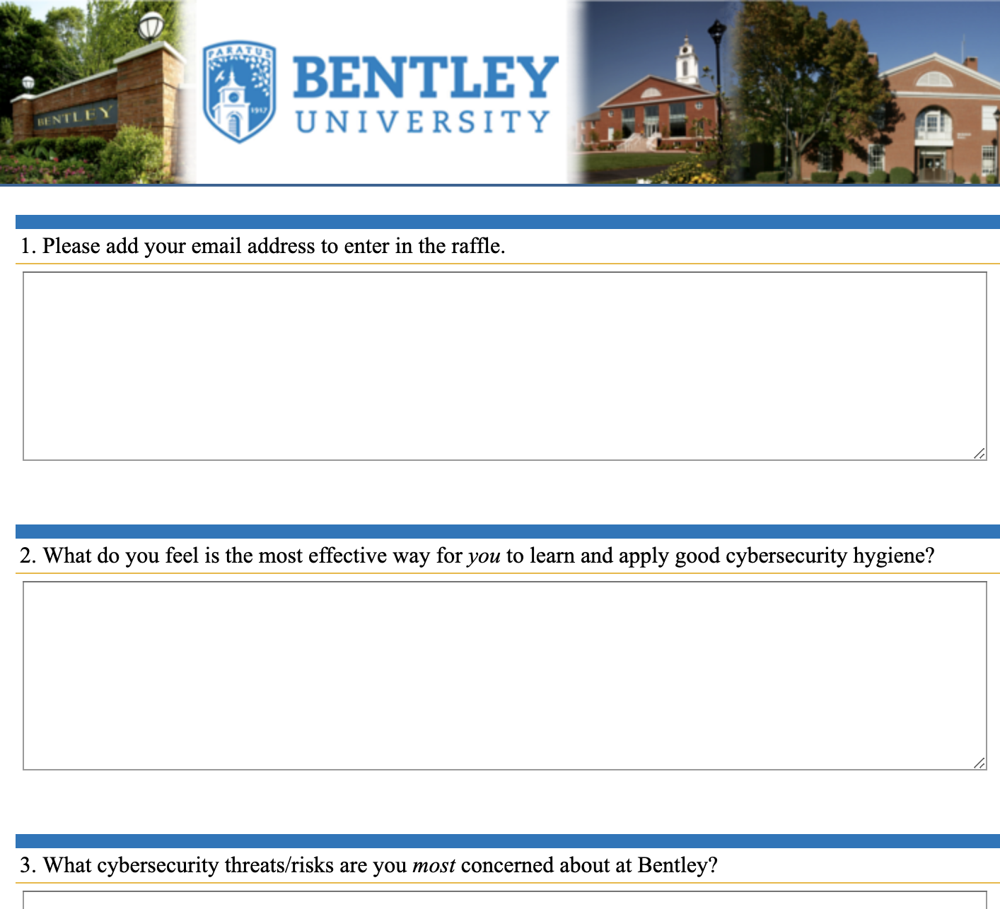 BENTLEY
PARATUS
1917
BENTLEY
UNIVERSITY
1. Please add your email address to enter in the raffle.
2. What do you feel is the most effective way for you to learn and apply good cybersecurity hygiene?
3. What cybersecurity threats/risks are you most concerned about at Bentley?